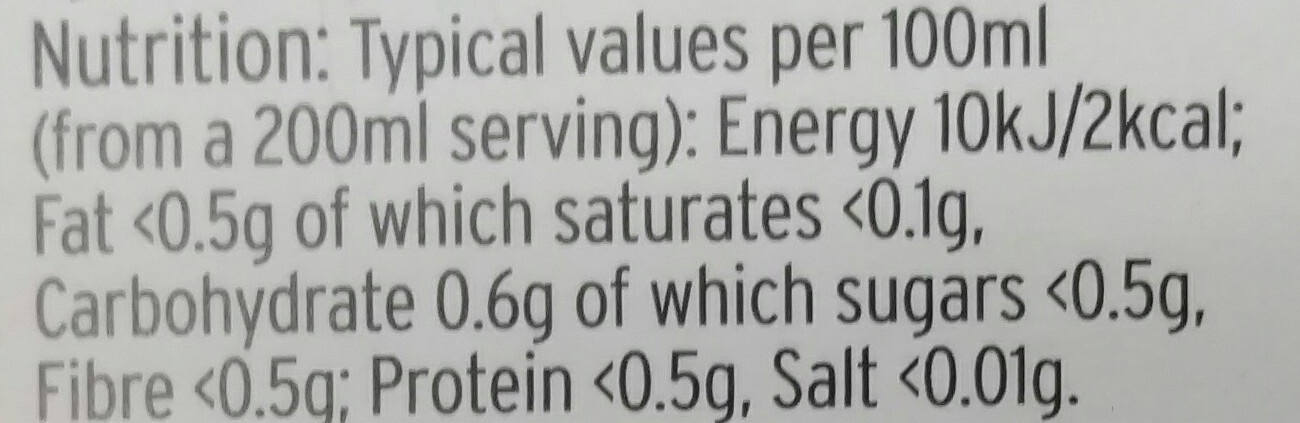 Nutrition: Typical values per 100ml
(from a 200ml serving): Energy 10kJ/2kcal;
Fat <0.5g of which saturates <0.1g,
Carbohydrate 0.6g of which sugars <0.5g,
Fibre <0.5g; Protein <0.5g, Salt <0.01g.